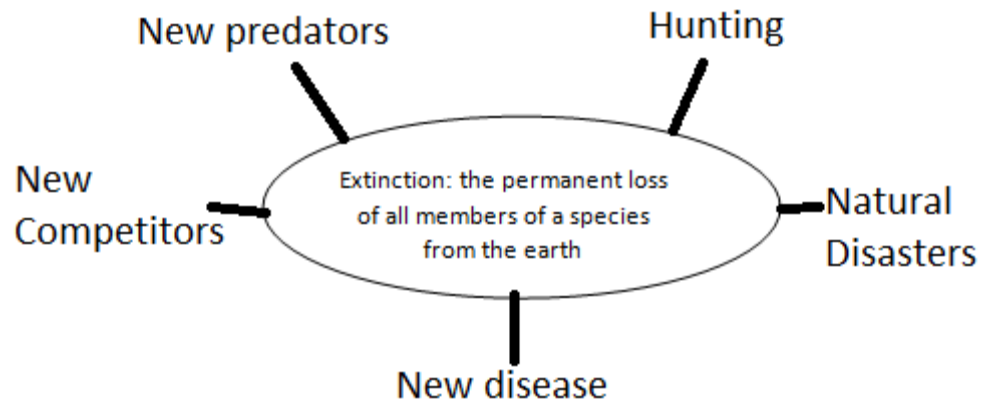 New predators
Hunting
New
Competitors
Extinction: the permanent loss
of all members of a species
from the earth
Natural
Disasters
New disease